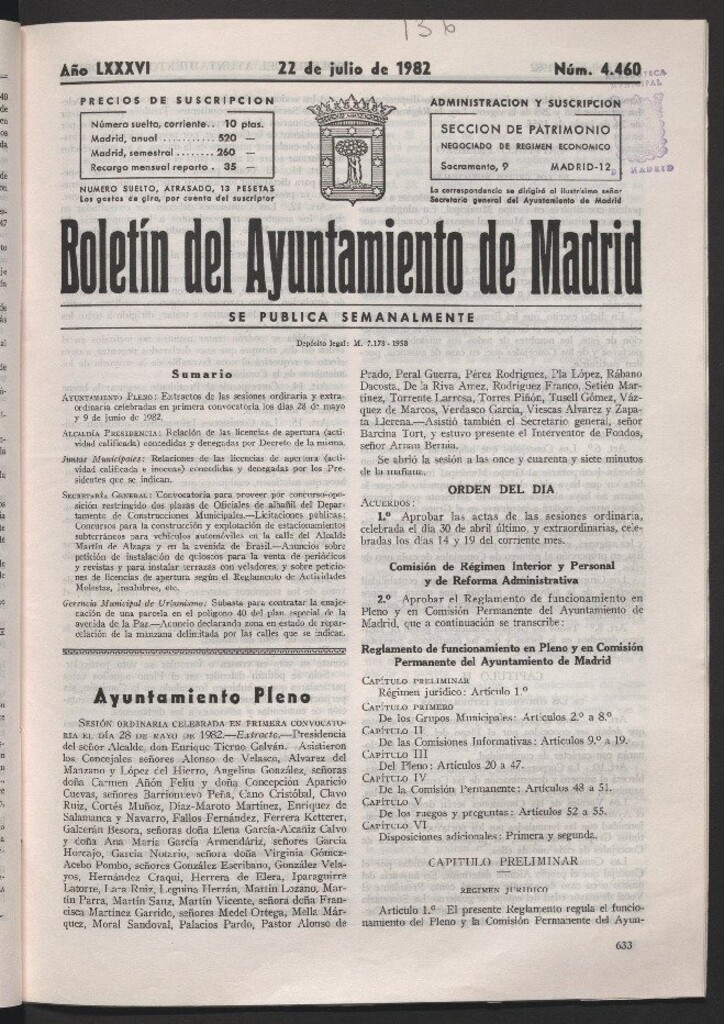 136
Año LXXXVI 22 de julio de 1982 Núm. 4.460
PRECIOS DE SUSCRIPCION
Número suelto, corriente.. 10 ptas.
Madrid, anual ........... 520 —
Madrid, semestral ........ 260 —
Recargo mensual reparto . 35 —
NUMERO SUELTO, ATRASADO, 13 PESETAS
Los gastos de giro, por cuenta del suscriptor
ADMINISTRACION Y SUSCRIPCION
SECCION DE PATRIMONIO
NEGOCIADO DE REGIMEN ECONOMICO
Sacramento, 9 MADRID-12
La correspondencia se dirigirá al ilustrísimo señor
Secretario general del Ayuntamiento de Madrid
MADRID
Boletín del Ayuntamiento de Madrid
SE PUBLICA SEMANALMENTE
Depósito legal: M. 7.178 - 1958
Sumario
AYUNTAMIENTO PLENO: Extractos de las sesiones ordinaria y extra-
ordinaria celebradas en primera convocatoria los días 28 de mayo
y 9 de junio de 1982.
ALCALDÍA PRESIDENCIA: Relación de las licencias de apertura (acti-
vidad calificada) concedidas y denegadas por Decreto de la misma.
Juntas Municipales: Relaciones de las licencias de apertura (acti-
vidad calificada e inocuas) concedidas y denegadas por los Pre-
sidentes que se indican.
SECRETARÍA GENERAL: Convocatoria para proveer por concurso-opo-
sición restringido dos plazas de Oficiales de albañil del Depar-
tamento de Construcciones Municipales.—Licitaciones públicas:
Concursos para la construcción y explotación de estacionamientos
subterráneos para vehículos automóviles en la calle del Alcalde
Martín de Alzaga y en la avenida de Brasil.—Anuncios sobre
petición de instalación de quioscos para la venta de periódicos
y revistas y para instalar terrazas con veladores, y sobre peticio-
nes de licencias de apertura según el Reglamento de Actividades
Molestas, Insalubres, etc.
Gerencia Municipal de Urbanismo: Subasta para contratar la enaje-
nación de una parcela en el polígono 40 del plan especial de la
avenida de la Paz.—Anuncio declarando zona en estado de repar-
celación de la manzana delimitada por las calles que se indican.
Ayuntamiento Pleno
SESIÓN ORDINARIA CELEBRADA EN PRIMERA CONVOCATO-
RIA EL DÍA 28 DE MAYO DE 1982.—Extracto.—Presidencia
del señor Alcalde, don Enrique Tierno Galván. Asistieron
los Concejales señores Alonso de Velasco, Alvarez del
Manzano y López del Hierro, Angelina González, señoras
doña Carmen Añón Feliu y doña Concepción Aparicio
Cuevas, señores Barrionuevo Peña, Cano Cristóbal, Clavo
Ruiz, Cortés Muñoz, Díaz-Maroto Martínez, Enríquez de
Salamanca y Navarro, Fallos Fernández, Ferrera Ketterer,
Galcerán Besora, señoras doña Elena García-Alcañiz Calvo
y doña Ana María García Armendáriz, señores García
Horcajo, García Notario, señora doña Virginia Gómez-
Acebo Pombo, señores González Escribano, González Vela-
yos, Hernández Craqui, Herrera de Elera, Iparaguirre
Latorre, Lara Ruiz, Leguina Herrán, Martín Lozano, Mar-
tín Parra, Martín Sanz, Martín Vicente, señora doña Fran-
cisca Martínez Garrido, señores Medel Ortega, Mella Már-
quez, Moral Sandoval, Palacios Pardo, Pastor Alonso de
Prado, Peral Guerra, Pérez Rodríguez, Pla López, Rábano
Dacosta, De la Riva Amez, Rodríguez Franco, Setién Mar-
tínez, Torrente Larrosa, Torres Piñón, Tusell Gómez, Váz-
quez de Marcos, Verdasco García, Viescas Alvarez y Zapa-
ta Llerena.—Asistió también el Secretario general, señor
Barcina Tort, y estuvo presente el Interventor de Fondos,
señor Arnau Bernia.
Se abrió la sesión a las once y cuarenta y siete minutos
de la mañana.
ORDEN DEL DIA
ACUERDOS:
1.º Aprobar las actas de las sesiones ordinaria,
celebrada el día 30 de abril último, y extraordinarias, cele-
bradas los días 14 y 19 del corriente mes.
Comisión de Régimen Interior y Personal
y de Reforma Administrativa
2.º Aprobar el Reglamento de funcionamiento en
Pleno y en Comisión Permanente del Ayuntamiento de
Madrid, que a continuación se transcribe:
Reglamento de funcionamiento en Pleno y en Comisión
Permanente del Ayuntamiento de Madrid
CAPÍTULO PRELIMINAR
Régimen jurídico: Artículo 1.º
CAPÍTULO PRIMERO
De los Grupos Municipales: Artículos 2.º a 8.º
CAPÍTULO II
De las Comisiones Informativas: Artículos 9.º a 19.
CAPÍTULO III
Del Pleno: Artículos 20 a 47.
CAPÍTULO IV
De la Comisión Permanente: Artículos 48 a 51.
CAPÍTULO V
De los ruegos y preguntas: Artículos 52 a 55.
CAPÍTULO VI
Disposiciones adicionales: Primera y segunda.
CAPITULO PRELIMINAR
REGIMEN JURIDICO
Artículo 1.º El presente Reglamento regula el funcio-
namiento del Pleno y la Comisión Permanente del Ayun-
633